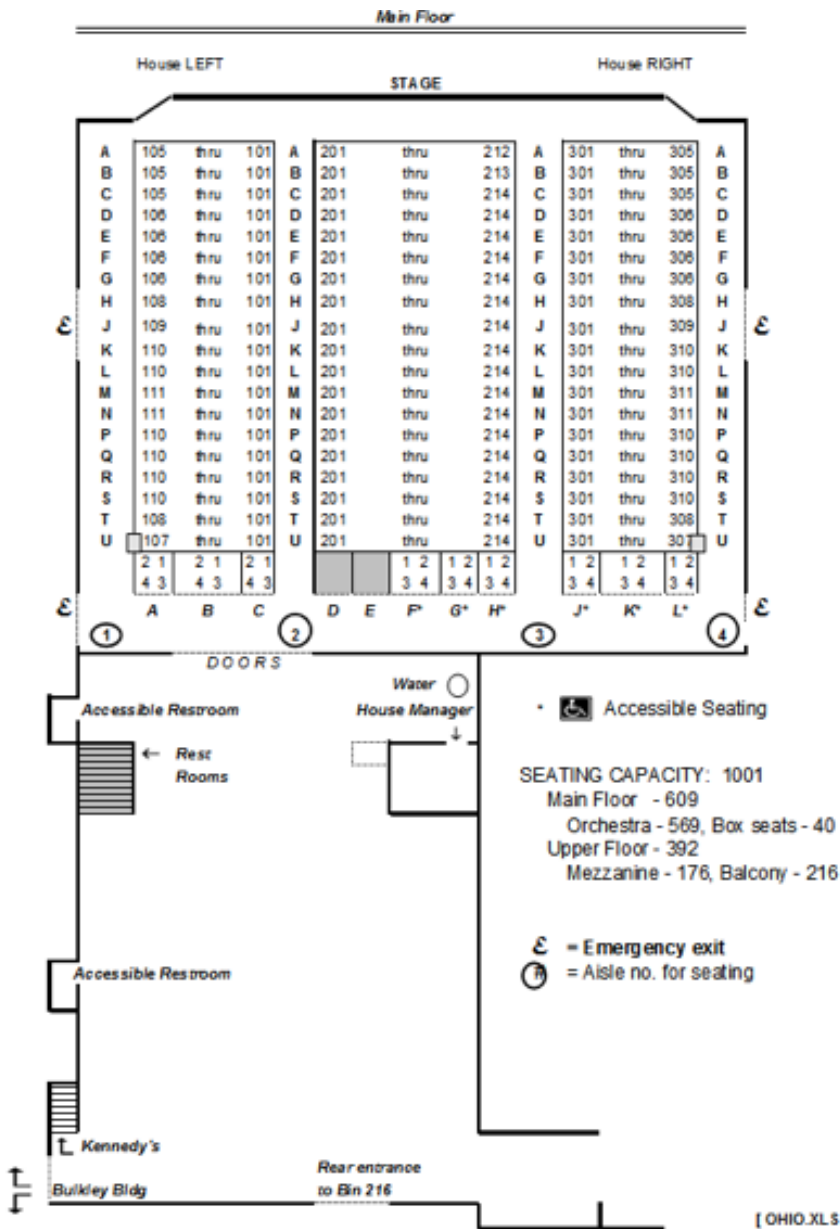 Main Floor
House LEFT House RIGHT
STAGE
A 105 thru 101 A 201 thru 212 A 301 thru 305 A
B 105 thru 101 B 201 thru 213 B 301 thru 305 B
C 105 thru 101 C 201 thru 214 C 301 thru 305 C
D 106 thru 101 D 201 thru 214 D 301 thru 306 D
E 106 thru 101 E 201 thru 214 E 301 thru 306 E
F 106 thru 101 F 201 thru 214 F 301 thru 306 F
G 106 thru 101 G 201 thru 214 G 301 thru 306 G
H 108 thru 101 H 201 thru 214 H 301 thru 308 H
ℰ J 109 thru 101 J 201 thru 214 J 301 thru 309 J ℰ
K 110 thru 101 K 201 thru 214 K 301 thru 310 K
L 110 thru 101 L 201 thru 214 L 301 thru 310 L
M 111 thru 101 M 201 thru 214 M 301 thru 311 M
N 111 thru 101 N 201 thru 214 N 301 thru 311 N
P 110 thru 101 P 201 thru 214 P 301 thru 310 P
Q 110 thru 101 Q 201 thru 214 Q 301 thru 310 Q
R 110 thru 101 R 201 thru 214 R 301 thru 310 R
S 110 thru 101 S 201 thru 214 S 301 thru 310 S
T 108 thru 101 T 201 thru 214 T 301 thru 308 T
U 107 thru 101 U 201 thru 214 U 301 thru 307 U
2 1 2 1 2 1 1 2 1 2 1 2 1 2 1 2 1 2
4 3 4 3 4 3 3 4 3 4 3 4 3 4 3 4 3 4
ℰ A B C D E F* G* H* J* K* L* ℰ
1 2 3 4
DOORS
Water
Accessible Restroom House Manager
* Accessible Seating
← Rest
Rooms
SEATING CAPACITY: 1001
Main Floor - 609
Orchestra - 569, Box seats - 40
Upper Floor - 392
Mezzanine - 176, Balcony - 216
ℰ = Emergency exit
= Aisle no. for seating
Accessible Restroom
Kennedy's
Rear entrance
Bulkley Bldg to Bin 216
[ OHIO.XLS